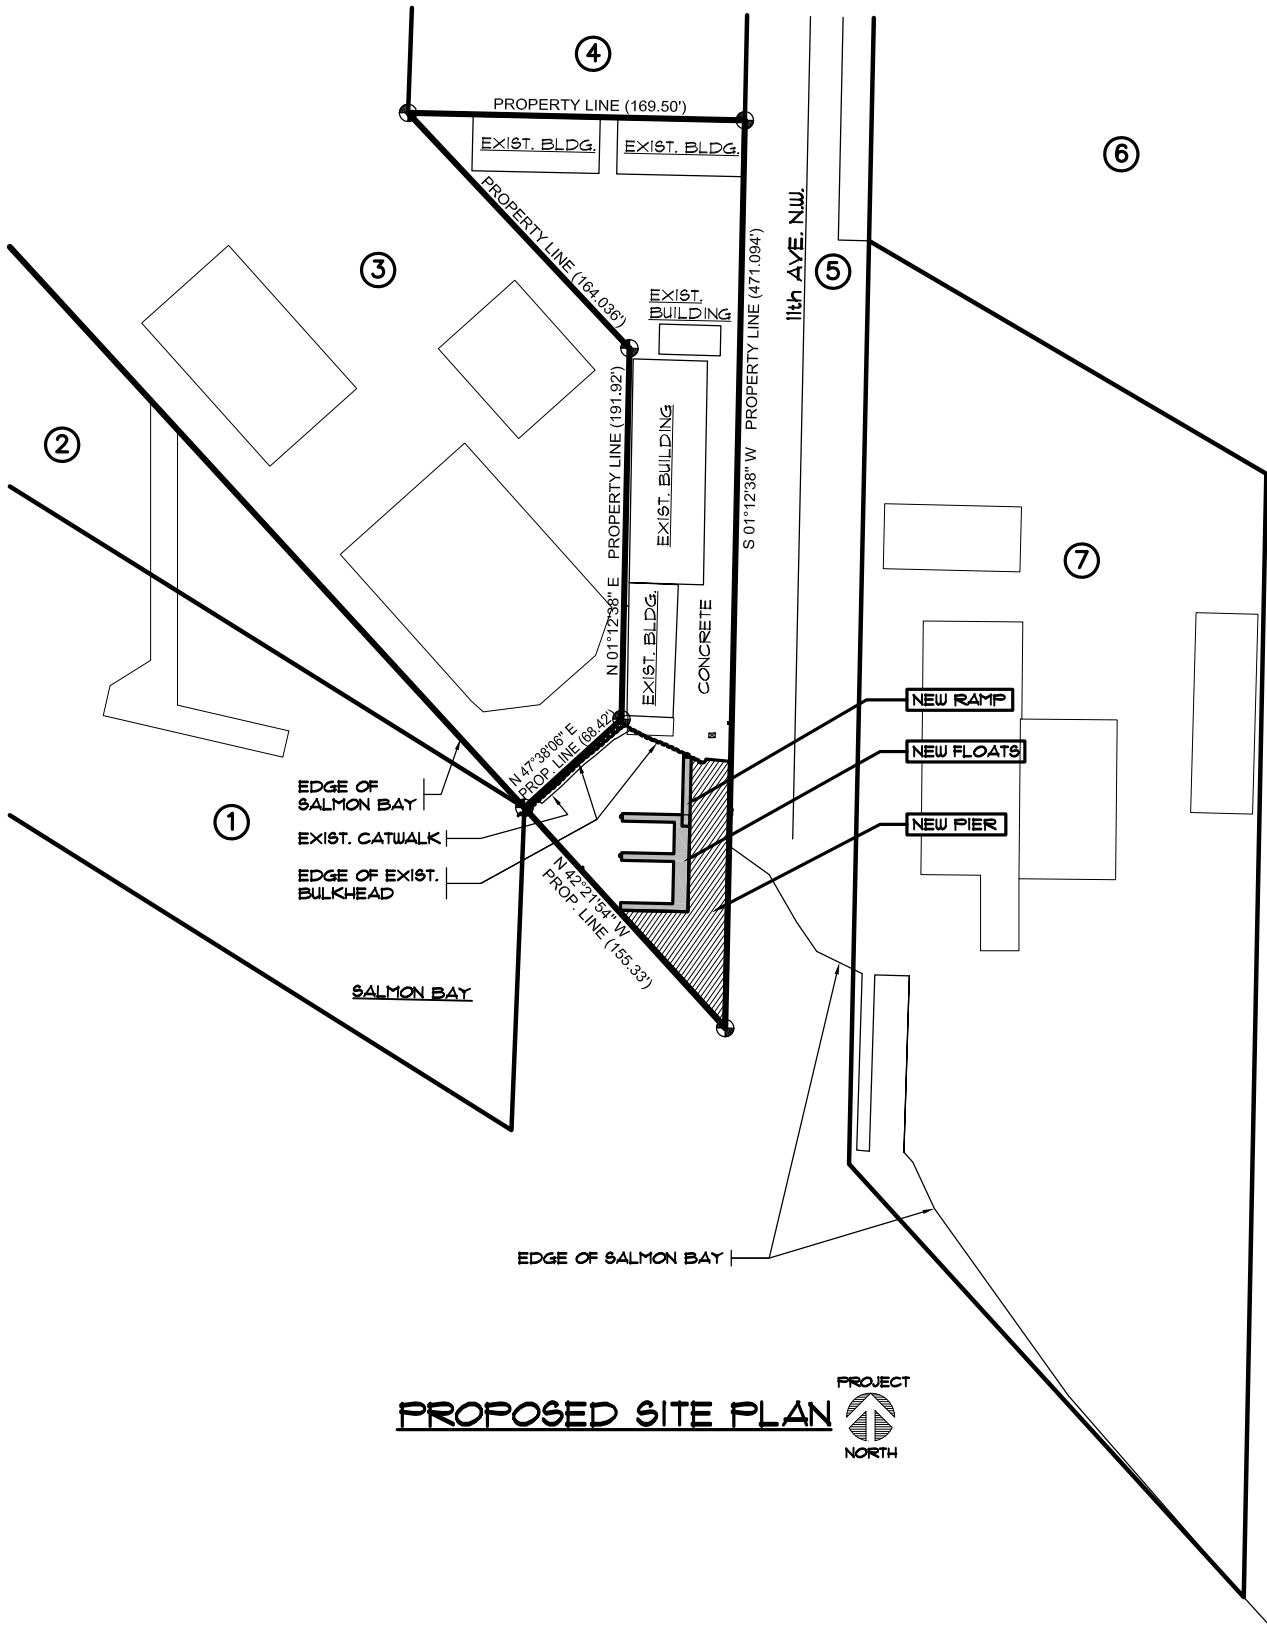 4
PROPERTY LINE (169.50')
EXIST. BLDG.
EXIST. BLDG.
6
PROPERTY LINE (164.036')
11th AVE. N.W.
3
5
S 01°12'38" W PROPERTY LINE (471.094')
EXIST.
BUILDING
N 01°12'38" E PROPERTY LINE (191.92')
EXIST. BUILDING
2
7
EXIST. BLDG.
CONCRETE
NEW RAMP
NEW FLOATS
NEW PIER
N 47°38'06" E
PROP. LINE (68.42')
EDGE OF
SALMON BAY
1
EXIST. CATWALK
EDGE OF EXIST.
BULKHEAD
N 42°21'54" W
PROP. LINE (155.33')
SALMON BAY
EDGE OF SALMON BAY
PROPOSED SITE PLAN
PROJECT
NORTH